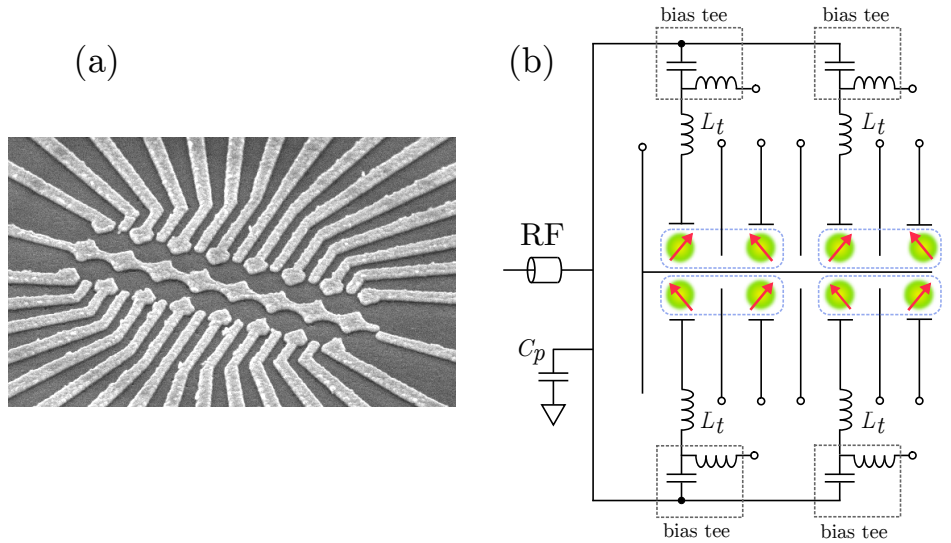 (a)
(b)
bias tee
bias tee
L_t
L_t
RF
C_p
L_t
L_t
bias tee
bias tee